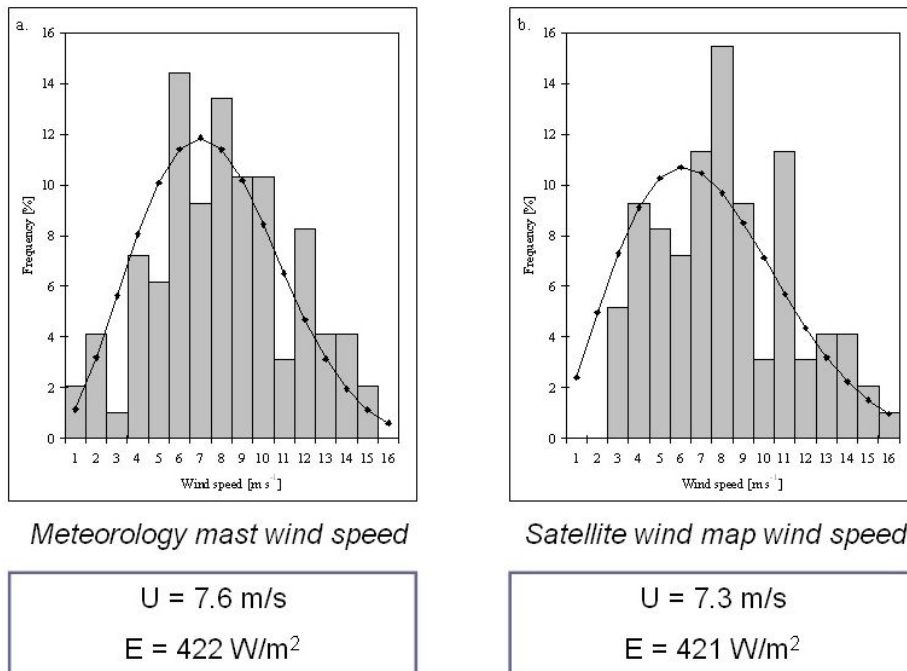 a.
16
14
12
10
8
6
4
2
0
Frequency [%]
1 2 3 4 5 6 7 8 9 10 11 12 13 14 15 16
Wind speed [m s⁻¹]
Meteorology mast wind speed
U = 7.6 m/s
E = 422 W/m²
b.
16
14
12
10
8
6
4
2
0
Frequency [%]
1 2 3 4 5 6 7 8 9 10 11 12 13 14 15 16
Wind speed [m s⁻¹]
Satellite wind map wind speed
U = 7.3 m/s
E = 421 W/m²